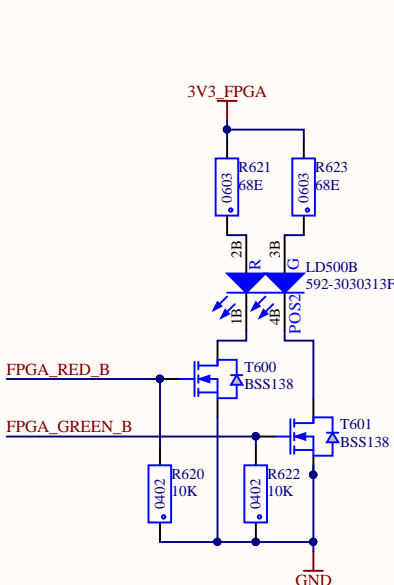 3V3_FPGA
R621
68E
0603
R623
68E
0603
2B
R
3B
G
LD500B
592-3030313F
1B
4B
POS2
FPGA_RED_B
T600
BSS138
FPGA_GREEN_B
T601
BSS138
R620
10K
0402
R622
10K
0402
GND